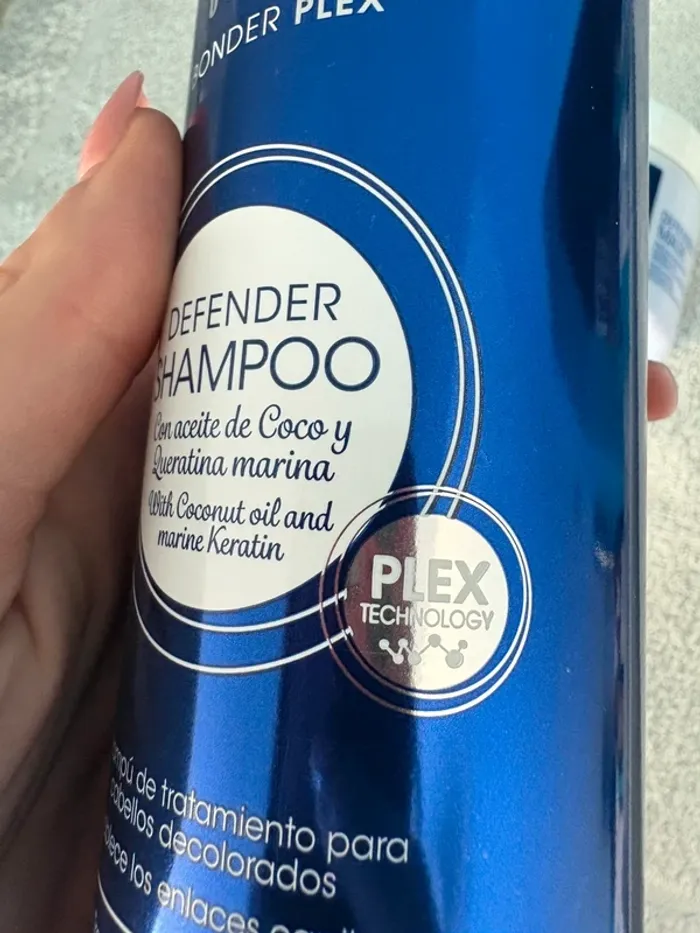 BONDER PLEX
DEFENDER
SHAMPOO
Con aceite de Coco y
Queratina marina
With Coconut oil and
marine Keratin
PLEX
TECHNOLOGY
de tratamiento para
cabellos decolorados
los enlaces